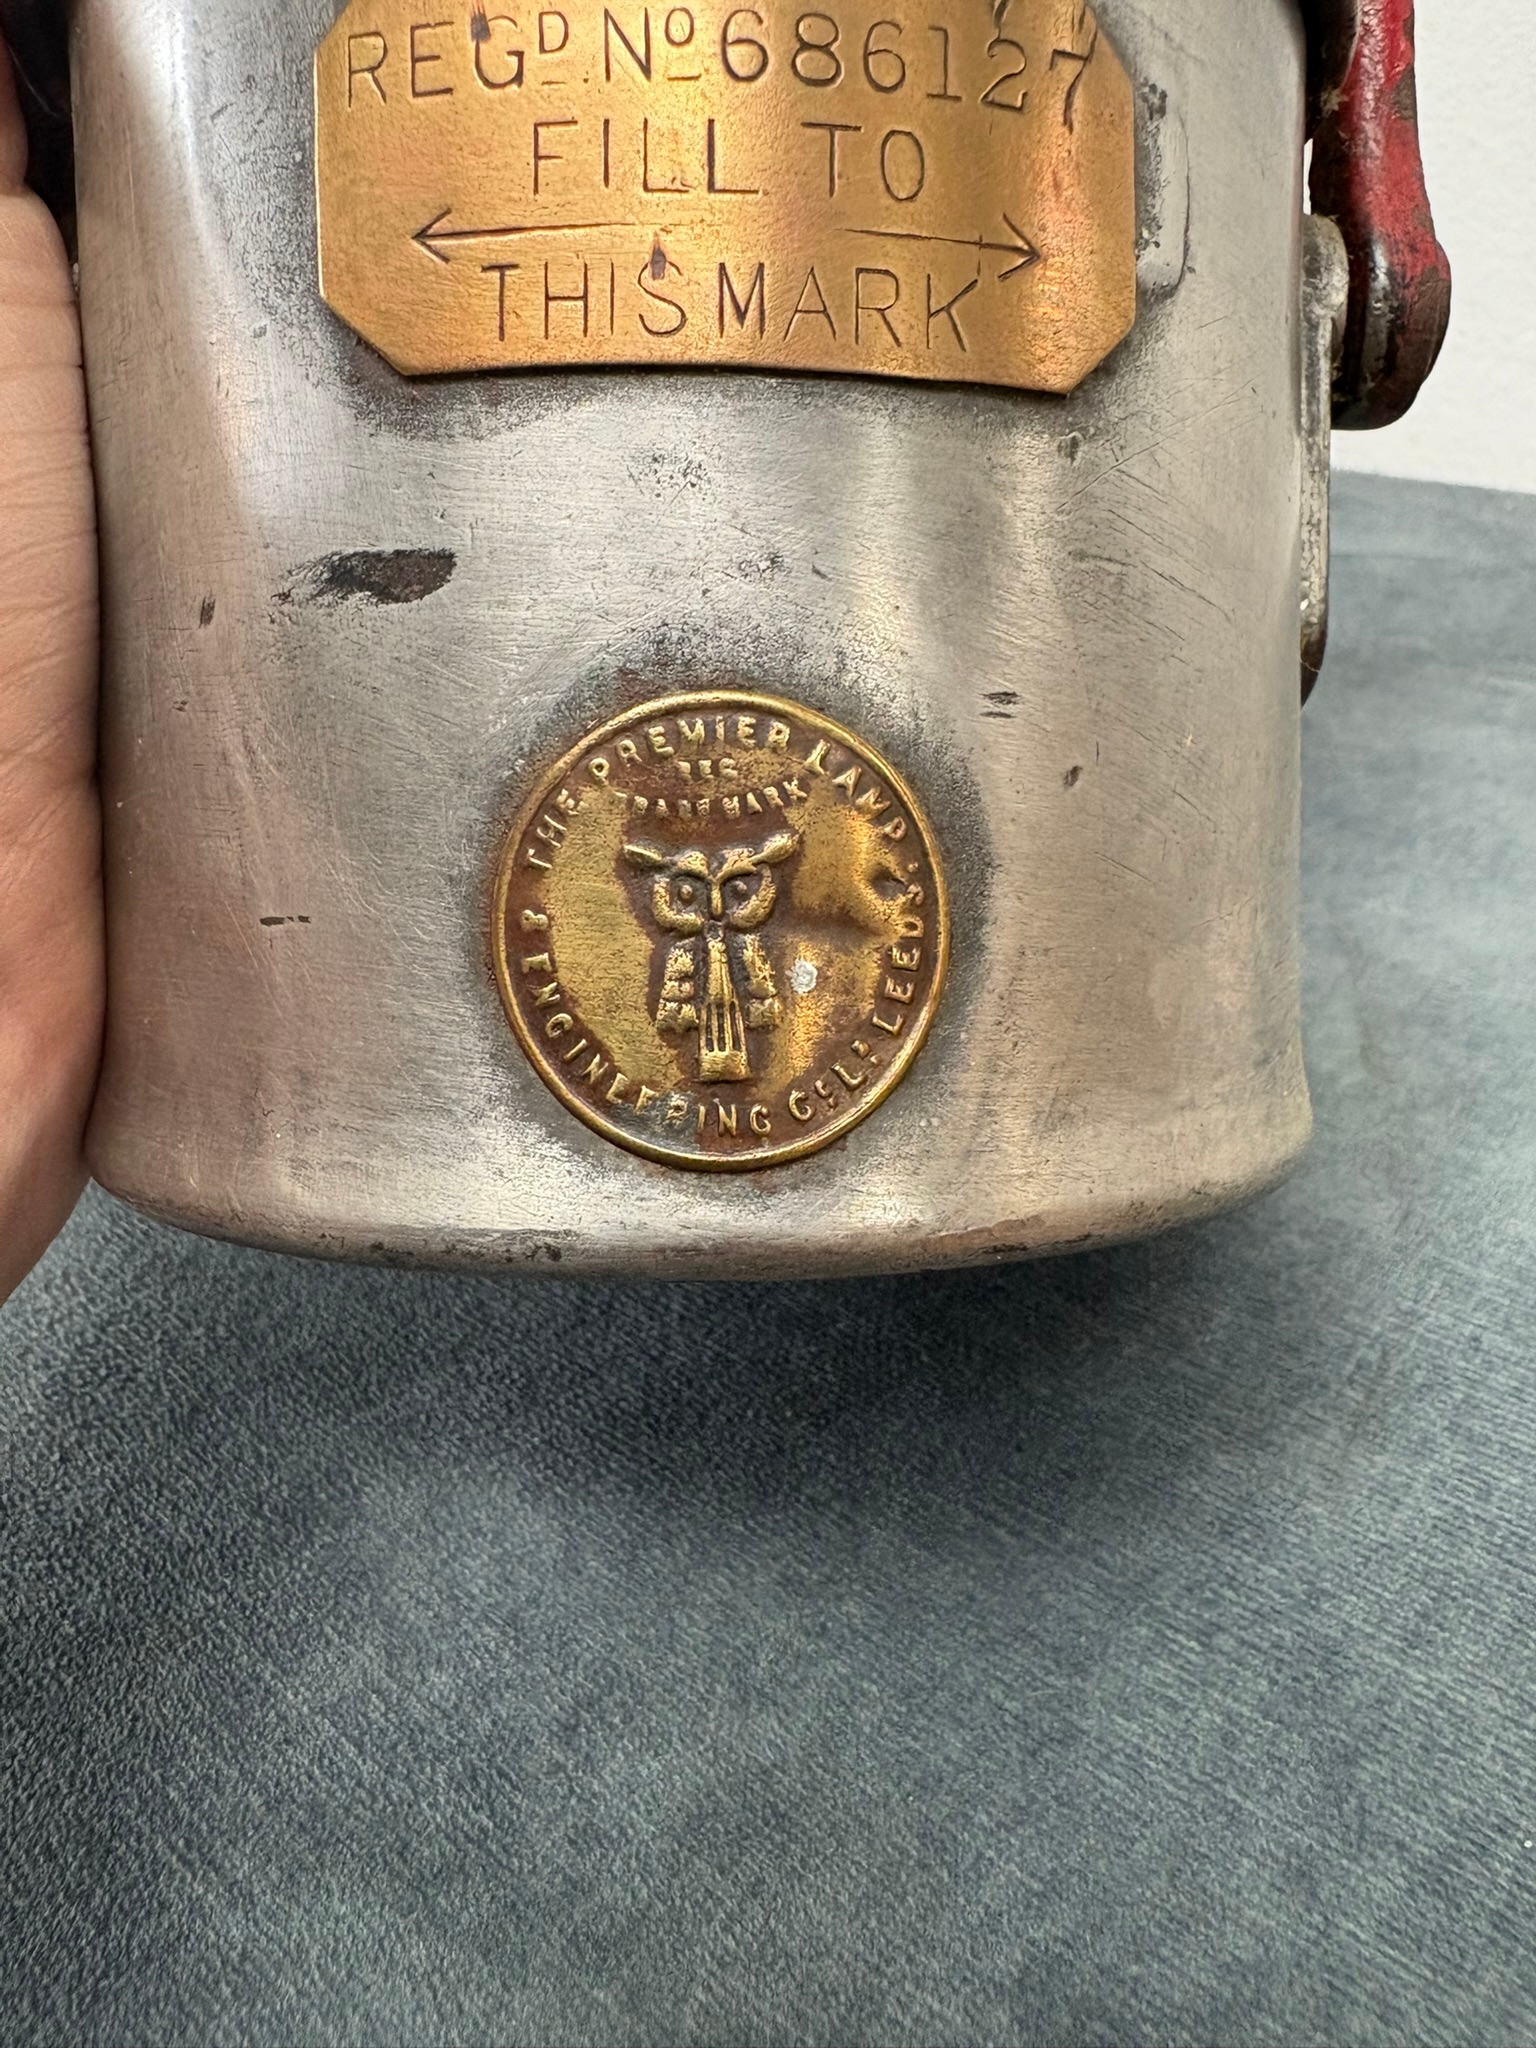 REGD No 686127
FILL TO
THIS MARK
THE PREMIER LAMP & ENGINEERING Co LD LEEDS.
REG
TRADE MARK